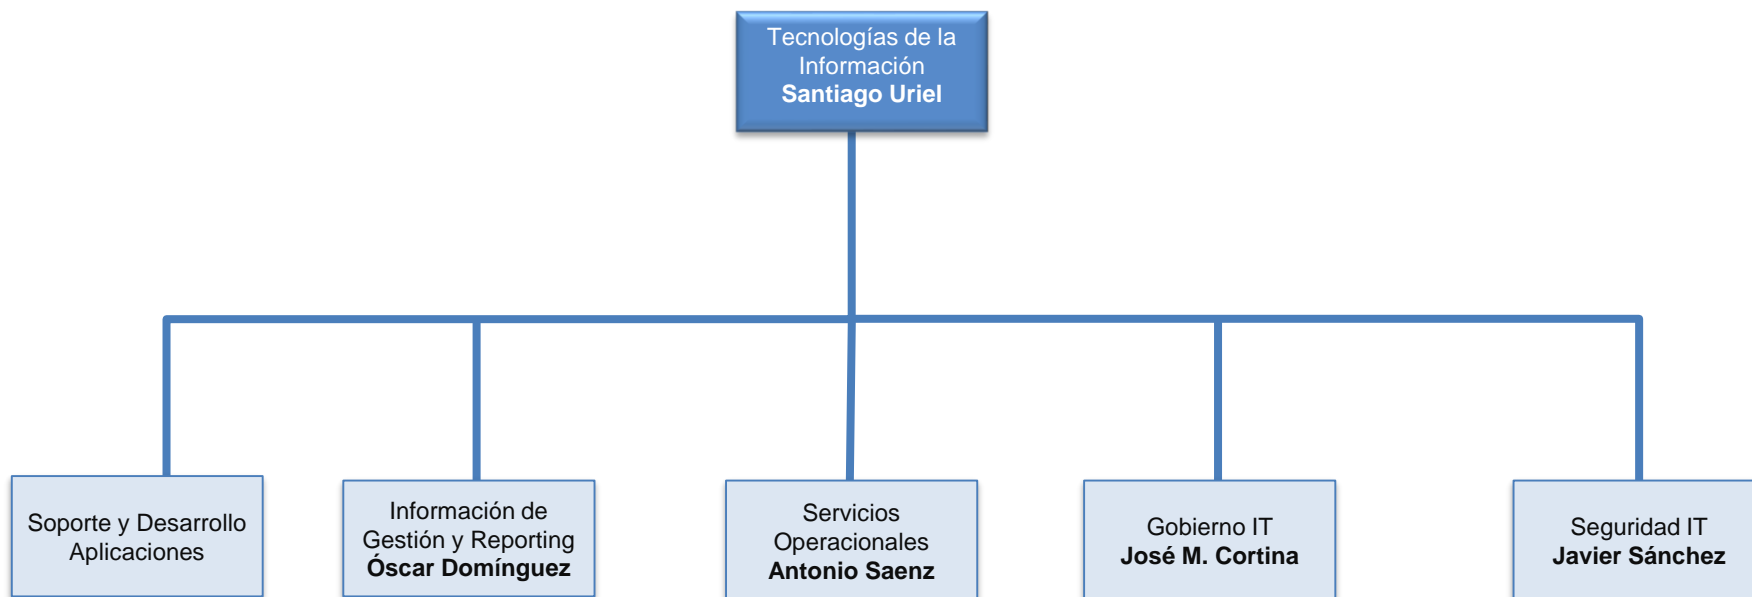 Tecnologías de la
Información
Santiago Uriel
Soporte y Desarrollo
Aplicaciones
Información de
Gestión y Reporting
Óscar Domínguez
Servicios
Operacionales
Antonio Saenz
Gobierno IT
José M. Cortina
Seguridad IT
Javier Sánchez